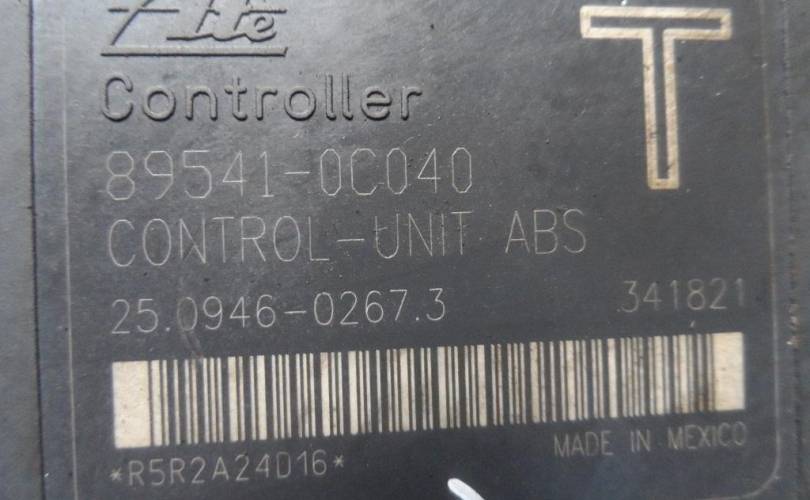 Ate
Controller
T
89541-0C040
CONTROL-UNIT ABS
25.0946-0267.3 341821
*R5R2A24D16*
MADE IN MEXICO